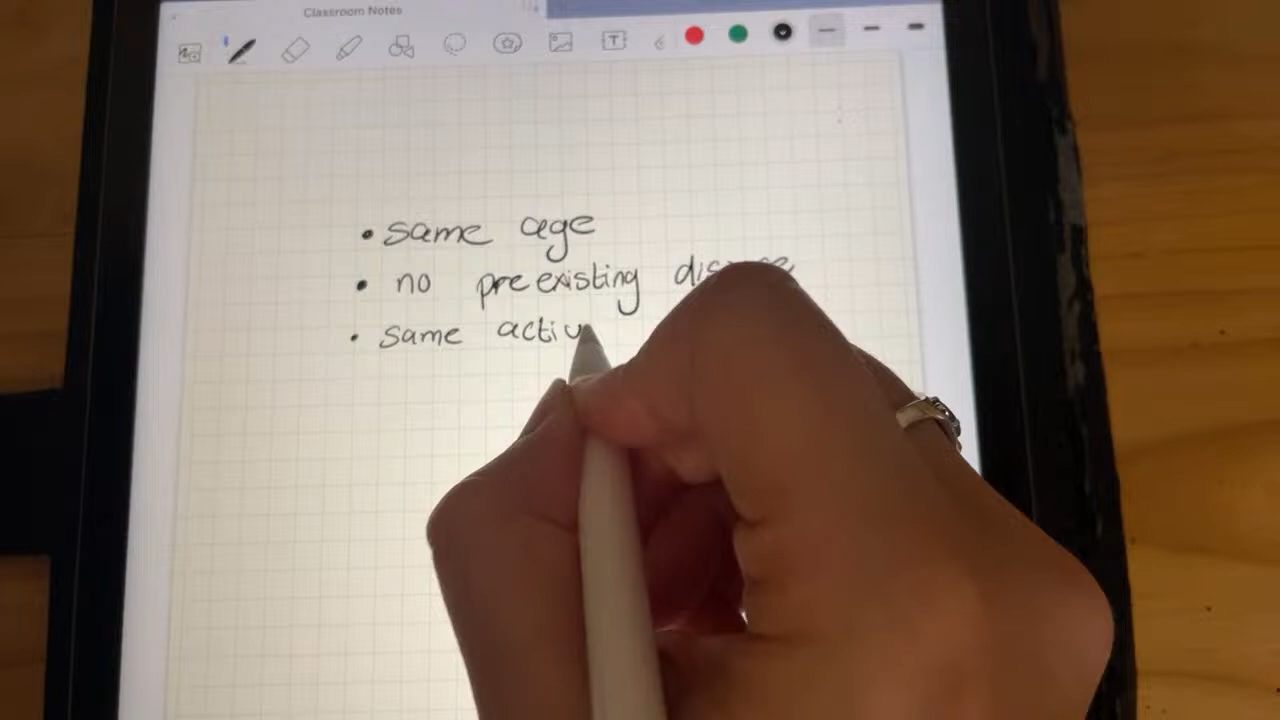 Classroom Notes
T
• same age
• no preexisting
• same activ